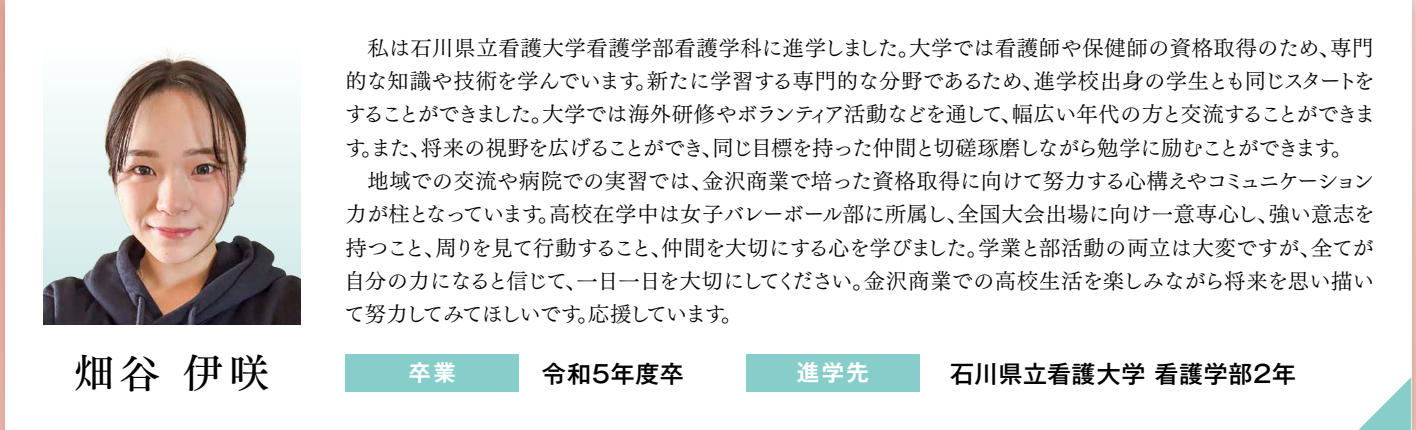 私は石川県立看護大学看護学部看護学科に進学しました。大学では看護師や保健師の資格取得のため、専門
的な知識や技術を学んでいます。新たに学習する専門的な分野であるため、進学校出身の学生とも同じスタートを
することができました。大学では海外研修やボランティア活動などを通して、幅広い年代の方と交流することができま
す。また、将来の視野を広げることができ、同じ目標を持った仲間と切磋琢磨しながら勉学に励むことができます。
地域での交流や病院での実習では、金沢商業で培った資格取得に向けて努力する心構えやコミュニケーション
力が柱となっています。高校在学中は女子バレーボール部に所属し、全国大会出場に向け一意専心し、強い意志を
持つこと、周りを見て行動すること、仲間を大切にする心を学びました。学業と部活動の両立は大変ですが、全てが
自分の力になると信じて、一日一日を大切にしてください。金沢商業での高校生活を楽しみながら将来を思い描い
て努力してみてほしいです。応援しています。
畑谷 伊咲
卒業 令和5年度卒 進学先 石川県立看護大学 看護学部2年